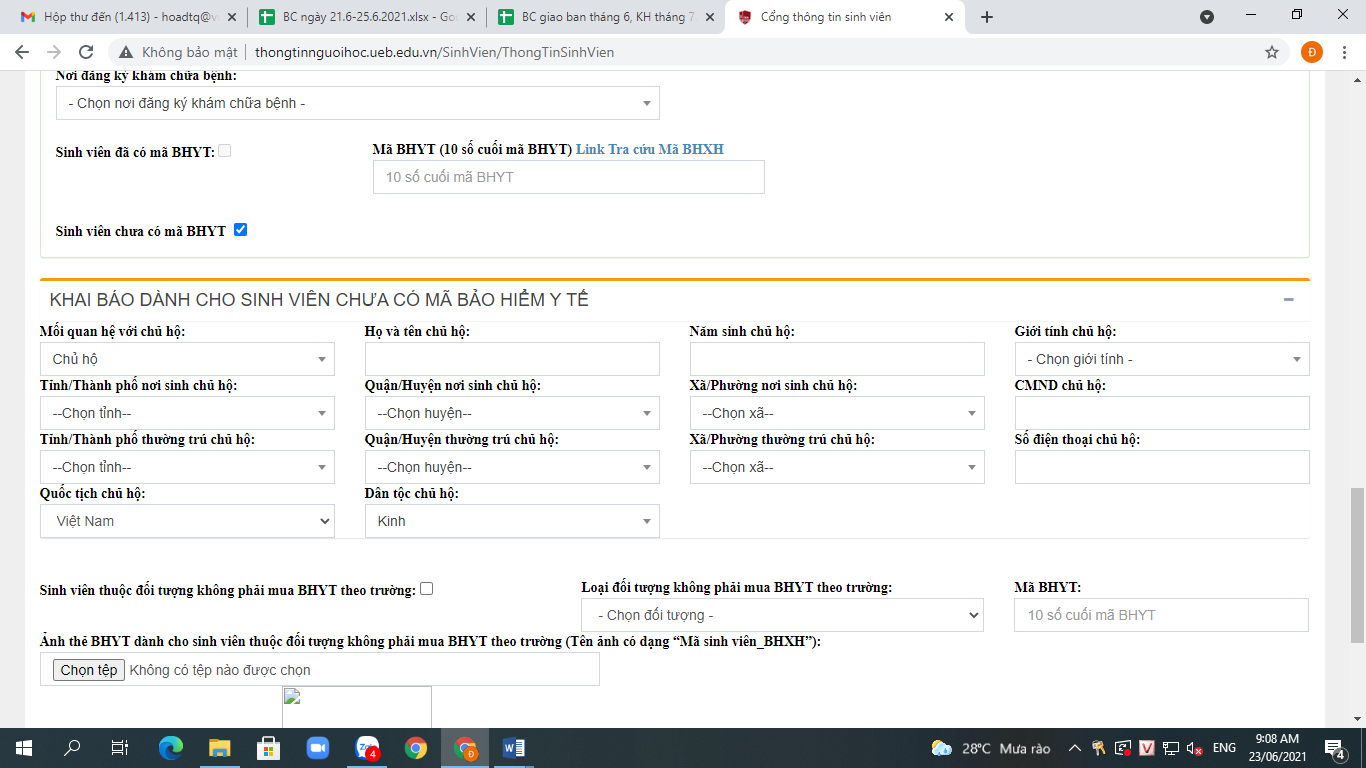 Hộp thư đến (1.413) - hoadtq@v
BC ngày 21.6-25.6.2021.xlsx - Go
BC giao ban tháng 6, KH tháng 7
Cổng thông tin sinh viên
Không bảo mật | thongtinnguoihoc.ueb.edu.vn/SinhVien/ThongTinSinhVien
Đ
Nơi đăng ký khám chữa bệnh:
- Chọn nơi đăng ký khám chữa bệnh -
Sinh viên đã có mã BHYT:
Mã BHYT (10 số cuối mã BHYT) Link Tra cứu Mã BHXH
10 số cuối mã BHYT
Sinh viên chưa có mã BHYT
KHAI BÁO DÀNH CHO SINH VIÊN CHƯA CÓ MÃ BẢO HIỂM Y TẾ
Mối quan hệ với chủ hộ: Họ và tên chủ hộ: Năm sinh chủ hộ: Giới tính chủ hộ:
Chủ hộ - Chọn giới tính -
Tỉnh/Thành phố nơi sinh chủ hộ: Quận/Huyện nơi sinh chủ hộ: Xã/Phường nơi sinh chủ hộ: CMND chủ hộ:
--Chọn tỉnh-- --Chọn huyện-- --Chọn xã--
Tỉnh/Thành phố thường trú chủ hộ: Quận/Huyện thường trú chủ hộ: Xã/Phường thường trú chủ hộ: Số điện thoại chủ hộ:
--Chọn tỉnh-- --Chọn huyện-- --Chọn xã--
Quốc tịch chủ hộ: Dân tộc chủ hộ:
Việt Nam Kinh
Sinh viên thuộc đối tượng không phải mua BHYT theo trường: Loại đối tượng không phải mua BHYT theo trường: Mã BHYT:
- Chọn đối tượng - 10 số cuối mã BHYT
Ảnh thẻ BHYT dành cho sinh viên thuộc đối tượng không phải mua BHYT theo trường (Tên ảnh có dạng “Mã sinh viên_BHXH”):
Chọn tệp Không có tệp nào được chọn
28°C Mưa rào ENG 9:08 AM
23/06/2021
4
4